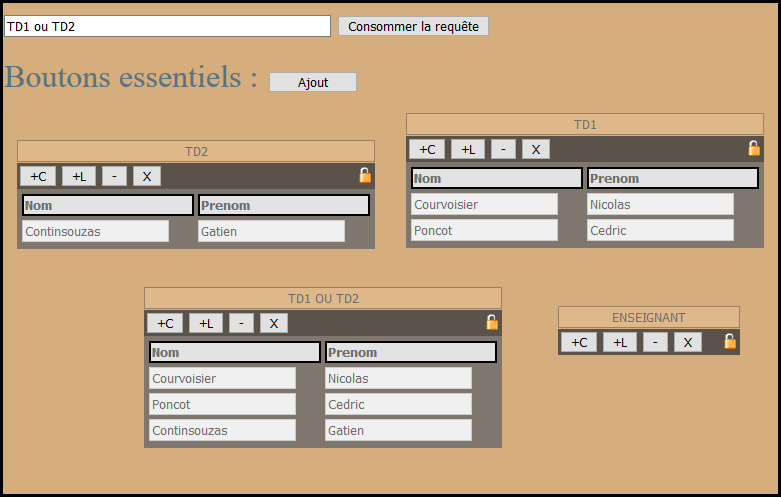 TD1 ou TD2 Consommer la requête
Boutons essentiels : Ajout
TD2
+C +L - X
Nom Prenom
Continsouzas Gatien
TD1
+C +L - X
Nom Prenom
Courvoisier Nicolas
Poncot Cedric
TD1 OU TD2
+C +L - X
Nom Prenom
Courvoisier Nicolas
Poncot Cedric
Continsouzas Gatien
ENSEIGNANT
+C +L - X